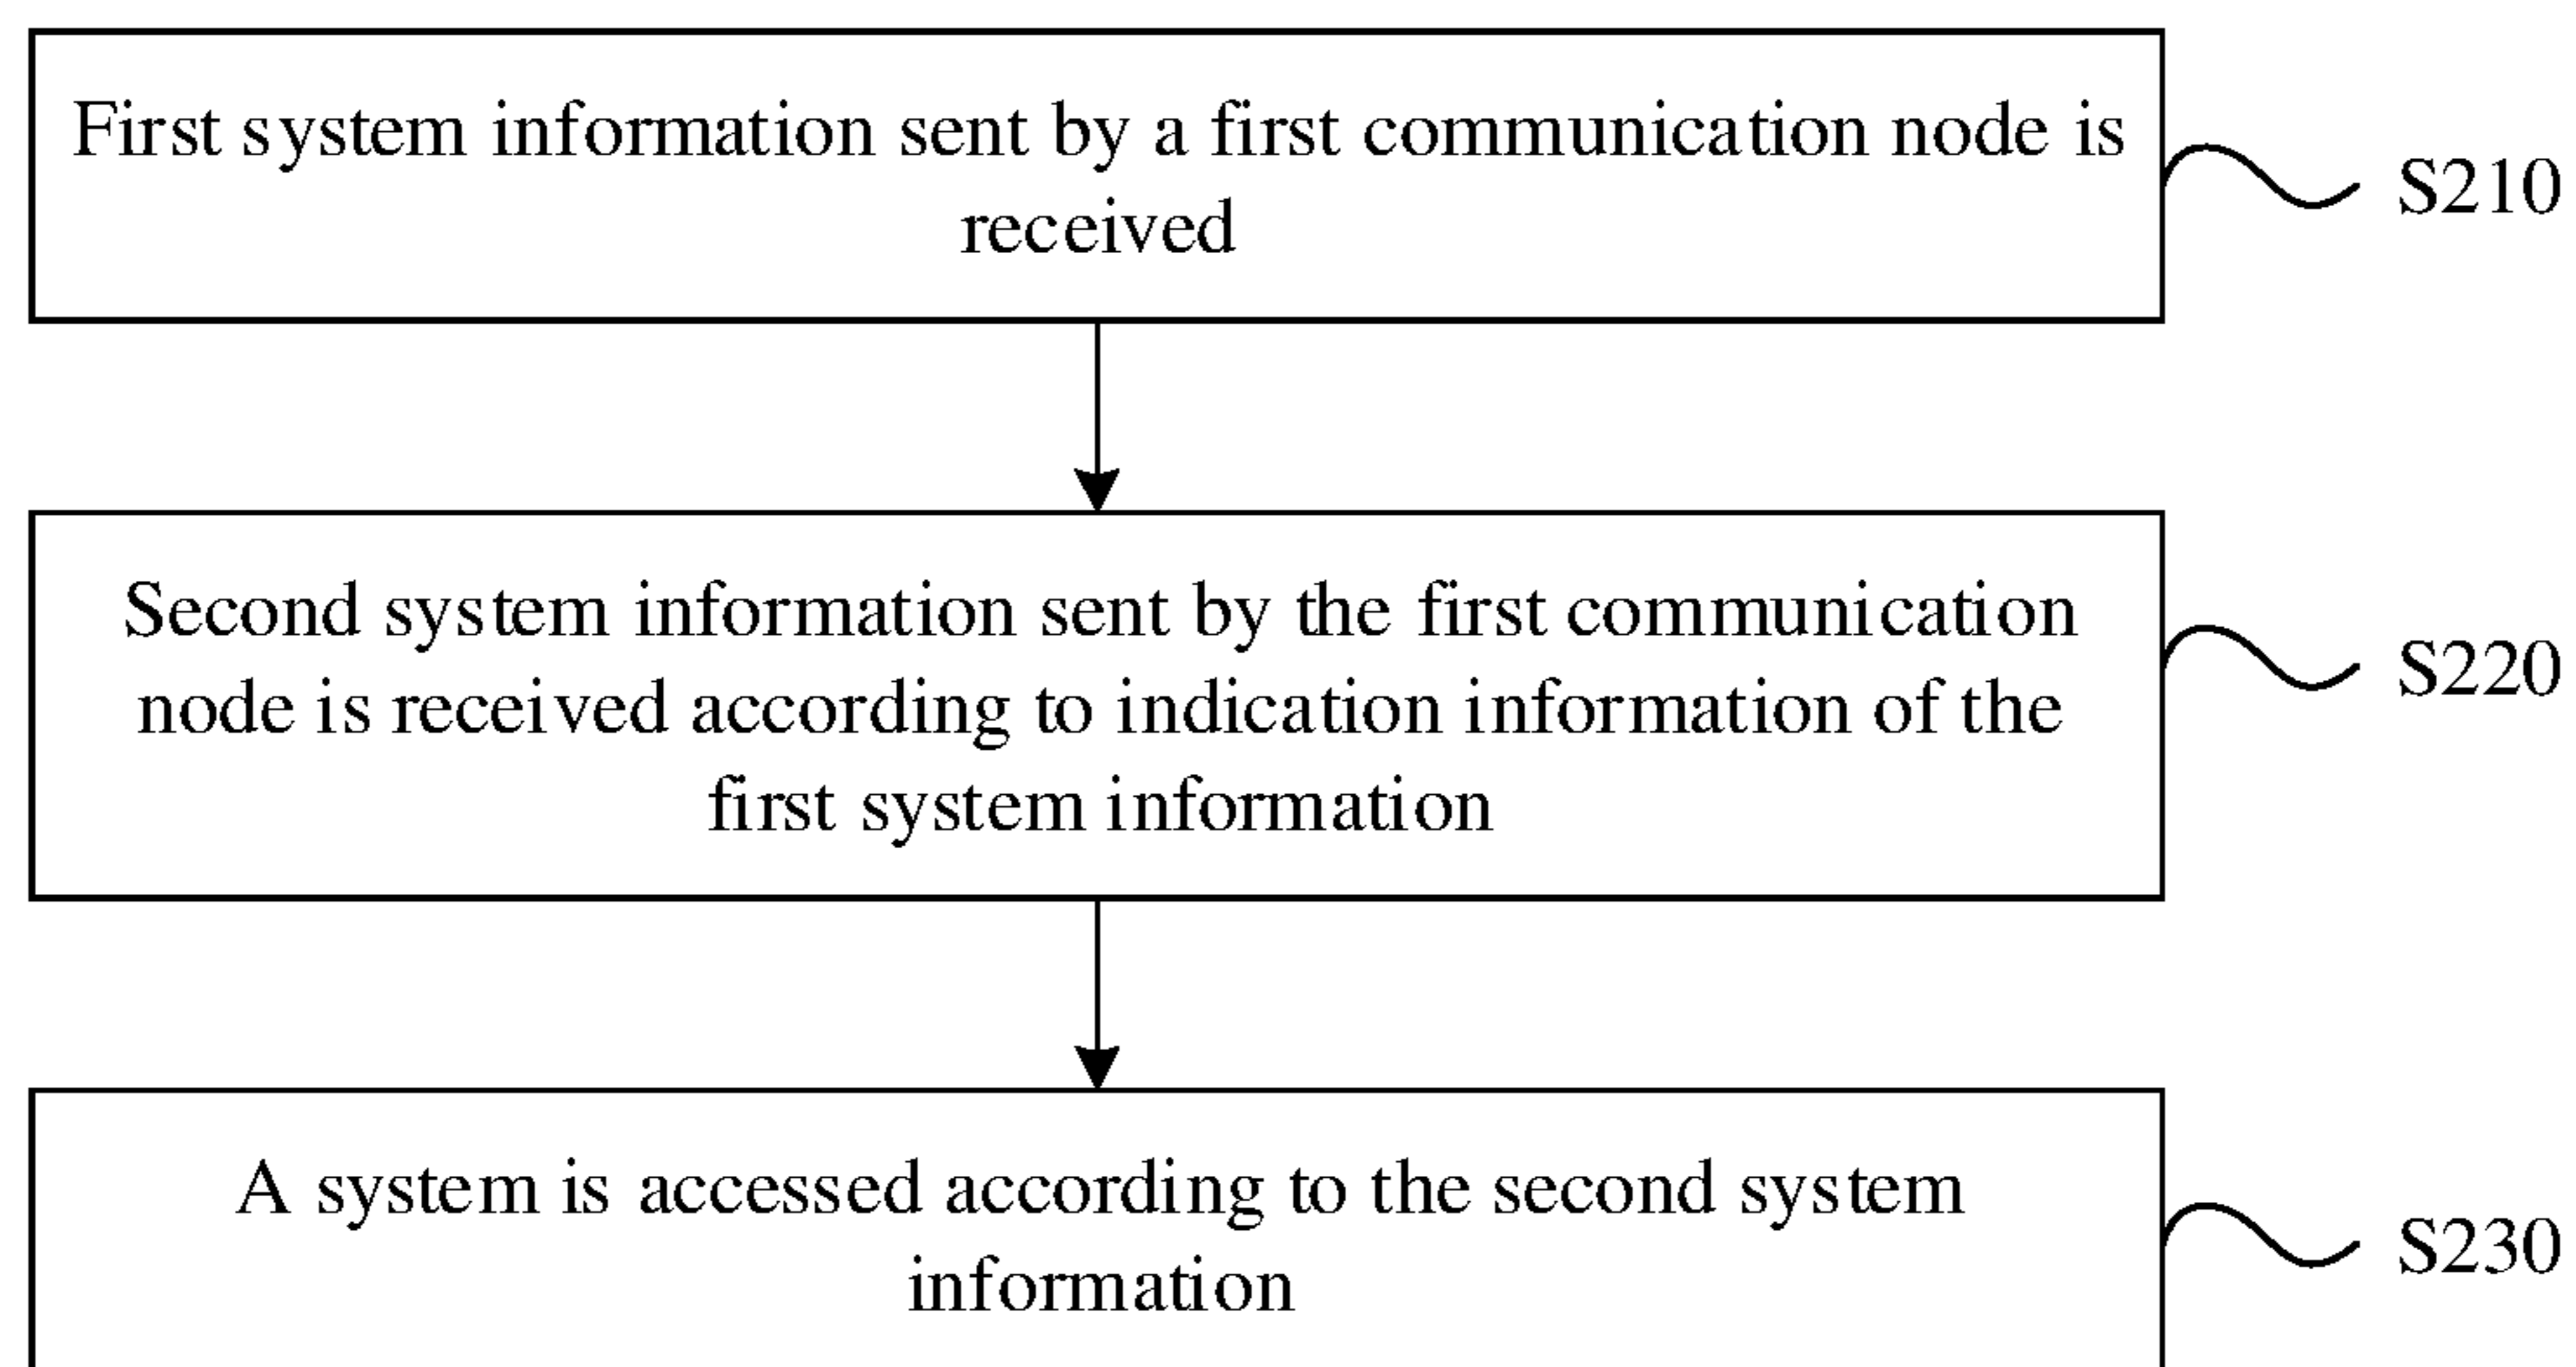 First system information sent by a first communication node is
received
S210
Second system information sent by the first communication
node is received according to indication information of the
first system information
S220
A system is accessed according to the second system
information
S230